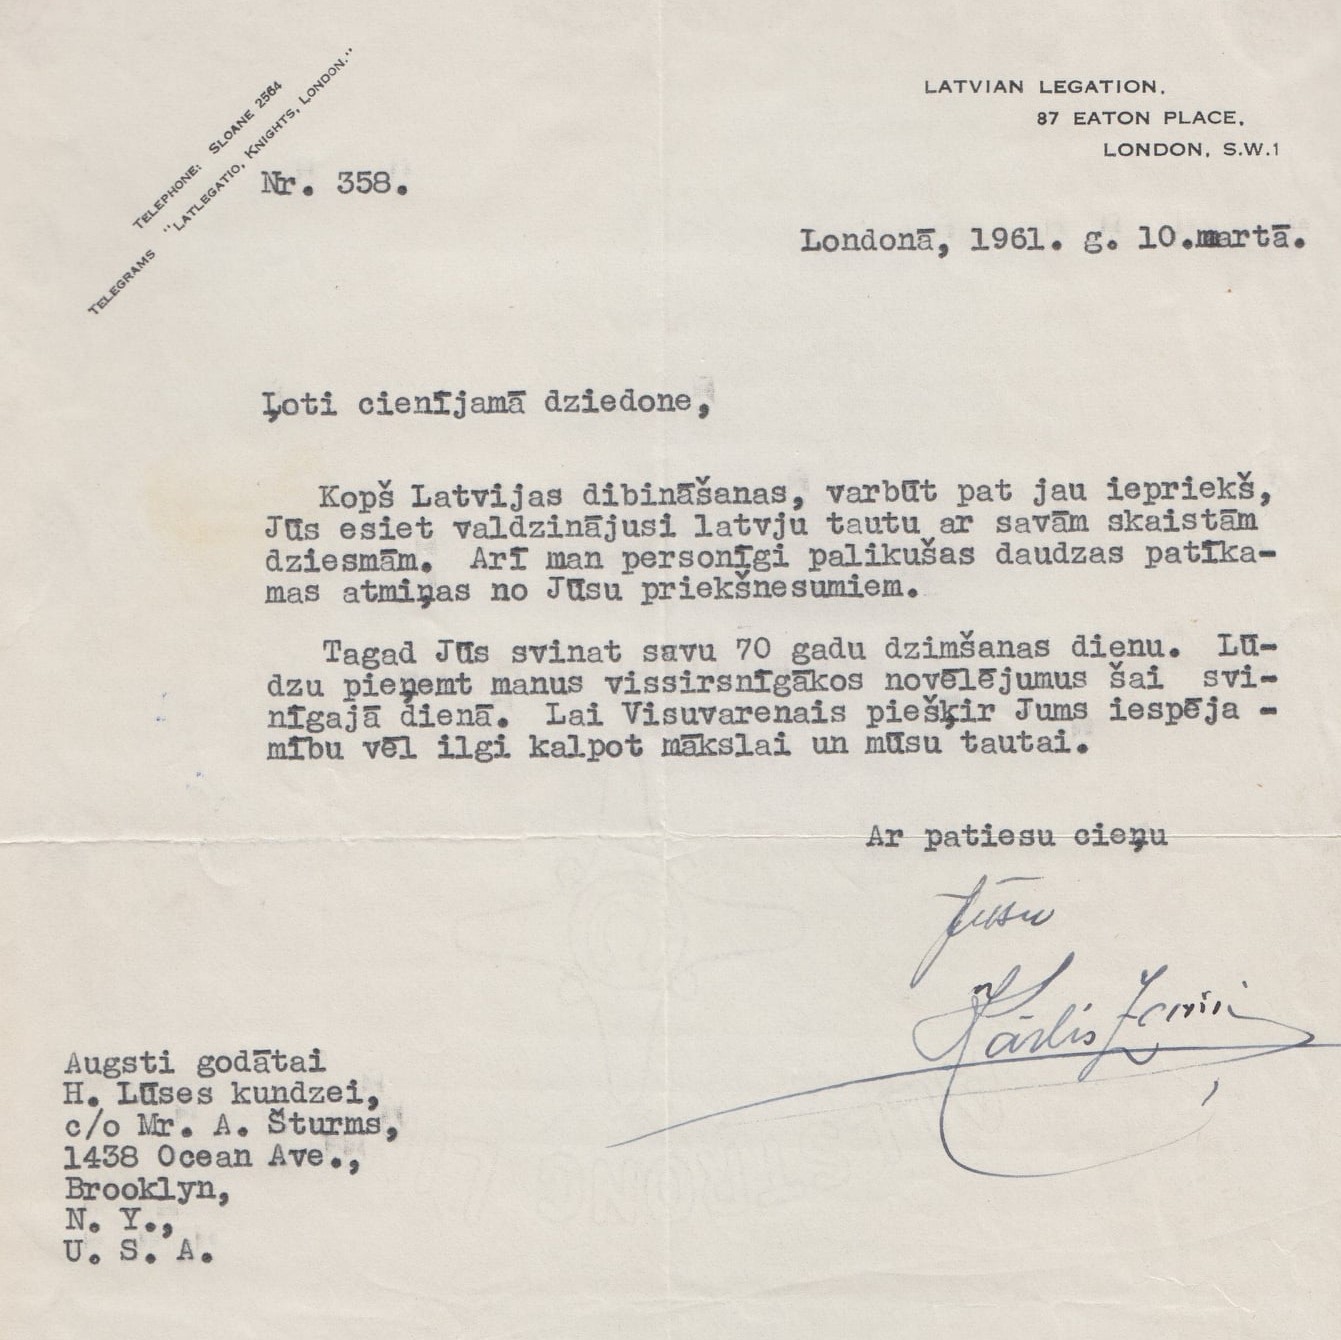 TELEPHONE: SLOANE 2564
TELEGRAMS "LATLEGATIO, KNIGHTS, LONDON."
LATVIAN LEGATION,
87 EATON PLACE,
LONDON, S.W.1
Nr. 358.
Londonā, 1961. g. 10.martā.
Ļoti cienījamā dziedone,
Kopš Latvijas dibināšanas, varbūt pat jau iepriekš,
Jūs esiet valdzinājusi latvju tautu ar savām skaistām
dziesmām. Arī man personīgi palikušas daudzas patīka-
mas atmiņas no Jūsu priekšnesumiem.
Tagad Jūs svinat savu 70 gadu dzimšanas dienu. Lū-
dzu pieņemt manus vissirsnīgākos novēlējumus šai svi-
nīgajā dienā. Lai Visuvarenais piešķir Jums iespēja -
mību vēl ilgi kalpot mākslai un mūsu tautai.
Ar patiesu cieņu
Jūsu
Kārlis Zariņ
Augsti godātai
H. Lūses kundzei,
c/o Mr. A. Šturms,
1438 Ocean Ave.,
Brooklyn,
N. Y.,
U. S. A.